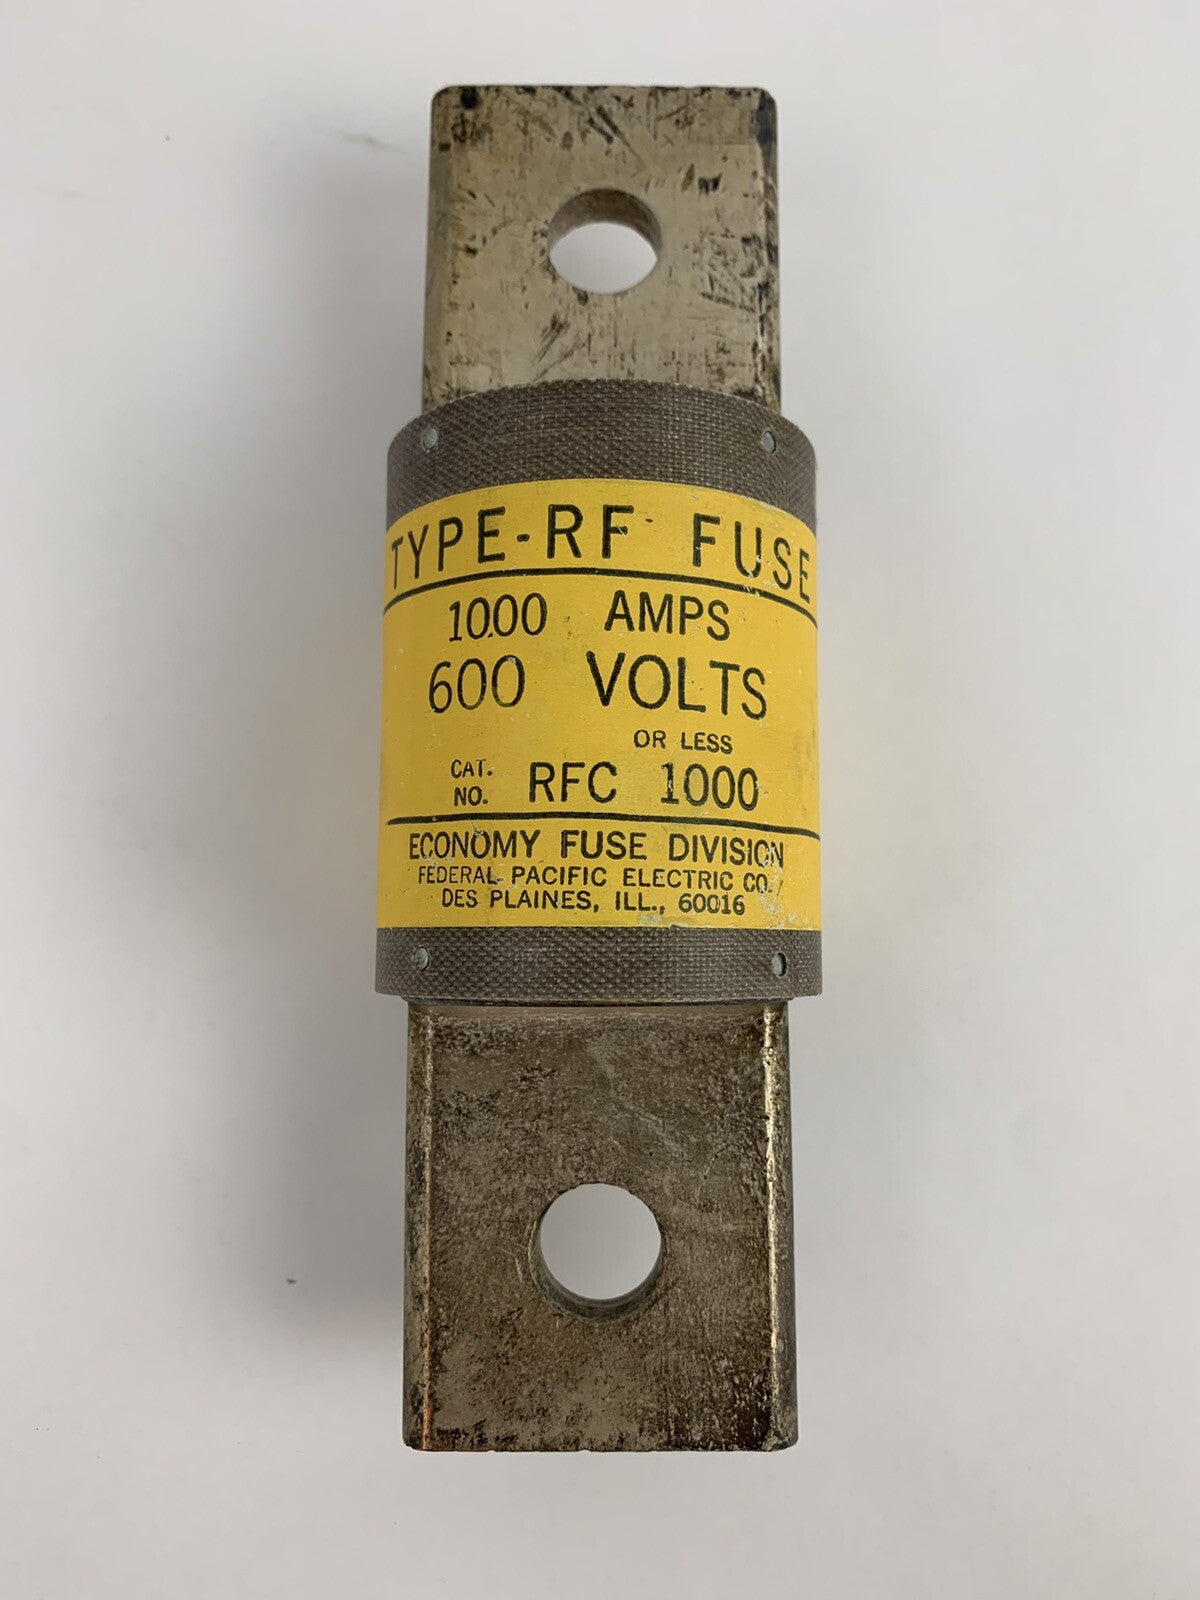 TYPE-RF FUSE
1000 AMPS
600 VOLTS
OR LESS
CAT. NO. RFC 1000
ECONOMY FUSE DIVISION
FEDERAL PACIFIC ELECTRIC CO.
DES PLAINES, ILL., 60016